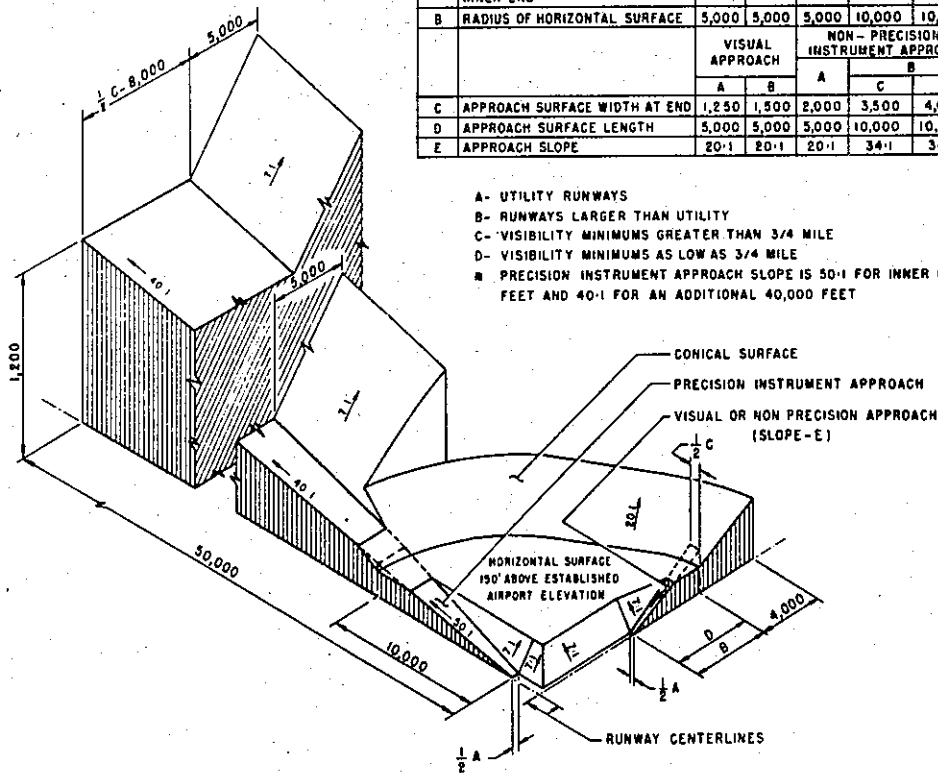 B RADIUS OF HORIZONTAL SURFACE 5,000 5,000 5,000 10,000
VISUAL APPROACH
NON-PRECISION
A B A B
C
C APPROACH SURFACE WIDTH AT END 1,250 1,500 2,000 3,500
D APPROACH SURFACE LENGTH 5,000 5,000 5,000 10,000
E APPROACH SLOPE 20:1 20:1 20:1 34:1
A- UTILITY RUNWAYS
B- RUNWAYS LARGER THAN UTILITY
C- VISIBILITY MINIMUMS GREATER THAN 3/4 MILE
D- VISIBILITY MINIMUMS AS LOW AS 3/4 MILE
PRECISION INSTRUMENT APPROACH SLOPE IS 50:1 FOR INNER
FEET AND 40:1 FOR AN ADDITIONAL 40,000 FEET
5,000
1/2 C-8,000
7:1
40:1
5,000
1,200
CONICAL SURFACE
PRECISION INSTRUMENT APPROACH
VISUAL OR NON PRECISION APPROACH
(SLOPE-E)
1/2 C
7:1
40:1
20:1
50,000
HORIZONTAL SURFACE
150' ABOVE ESTABLISHED
AIRPORT ELEVATION
4,000
D
B
50:1
10,000
7:1
7:1
7:1
7:1
1/2 A
RUNWAY CENTERLINES
1/2 A